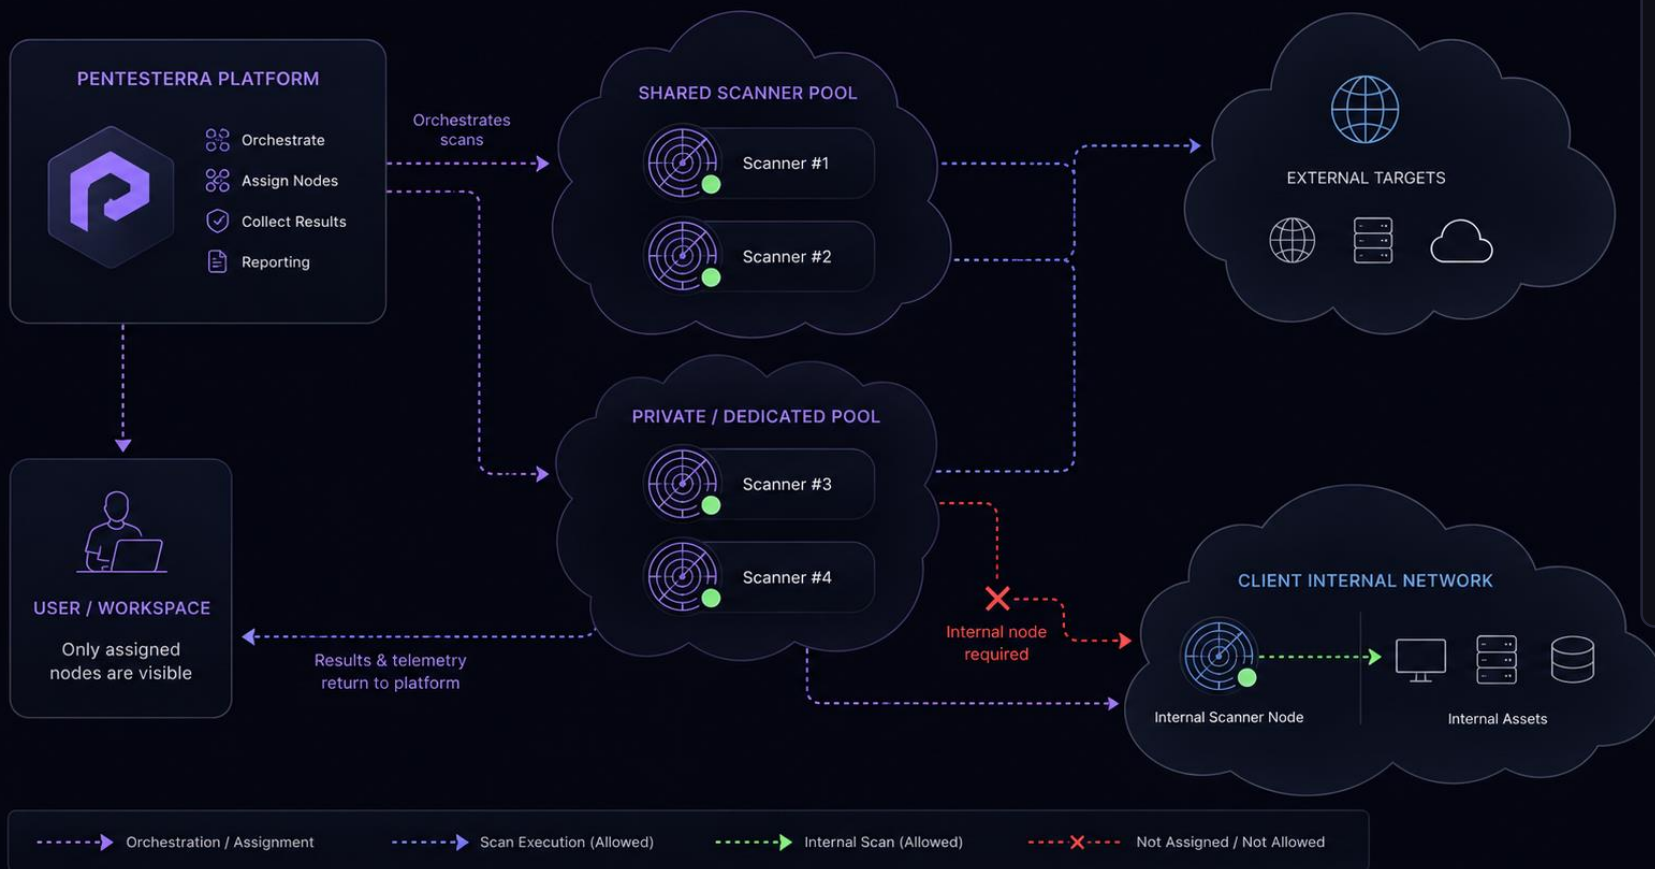 PENTESTERRA PLATFORM
Orchestrate
Assign Nodes
Collect Results
Reporting
Orchestrates
scans
SHARED SCANNER POOL
Scanner #1
Scanner #2
EXTERNAL TARGETS
PRIVATE / DEDICATED POOL
Scanner #3
Scanner #4
USER / WORKSPACE
Only assigned
nodes are visible
Results & telemetry
return to platform
Internal node
required
CLIENT INTERNAL NETWORK
Internal Scanner Node
Internal Assets
Orchestration / Assignment
Scan Execution (Allowed)
Internal Scan (Allowed)
Not Assigned / Not Allowed